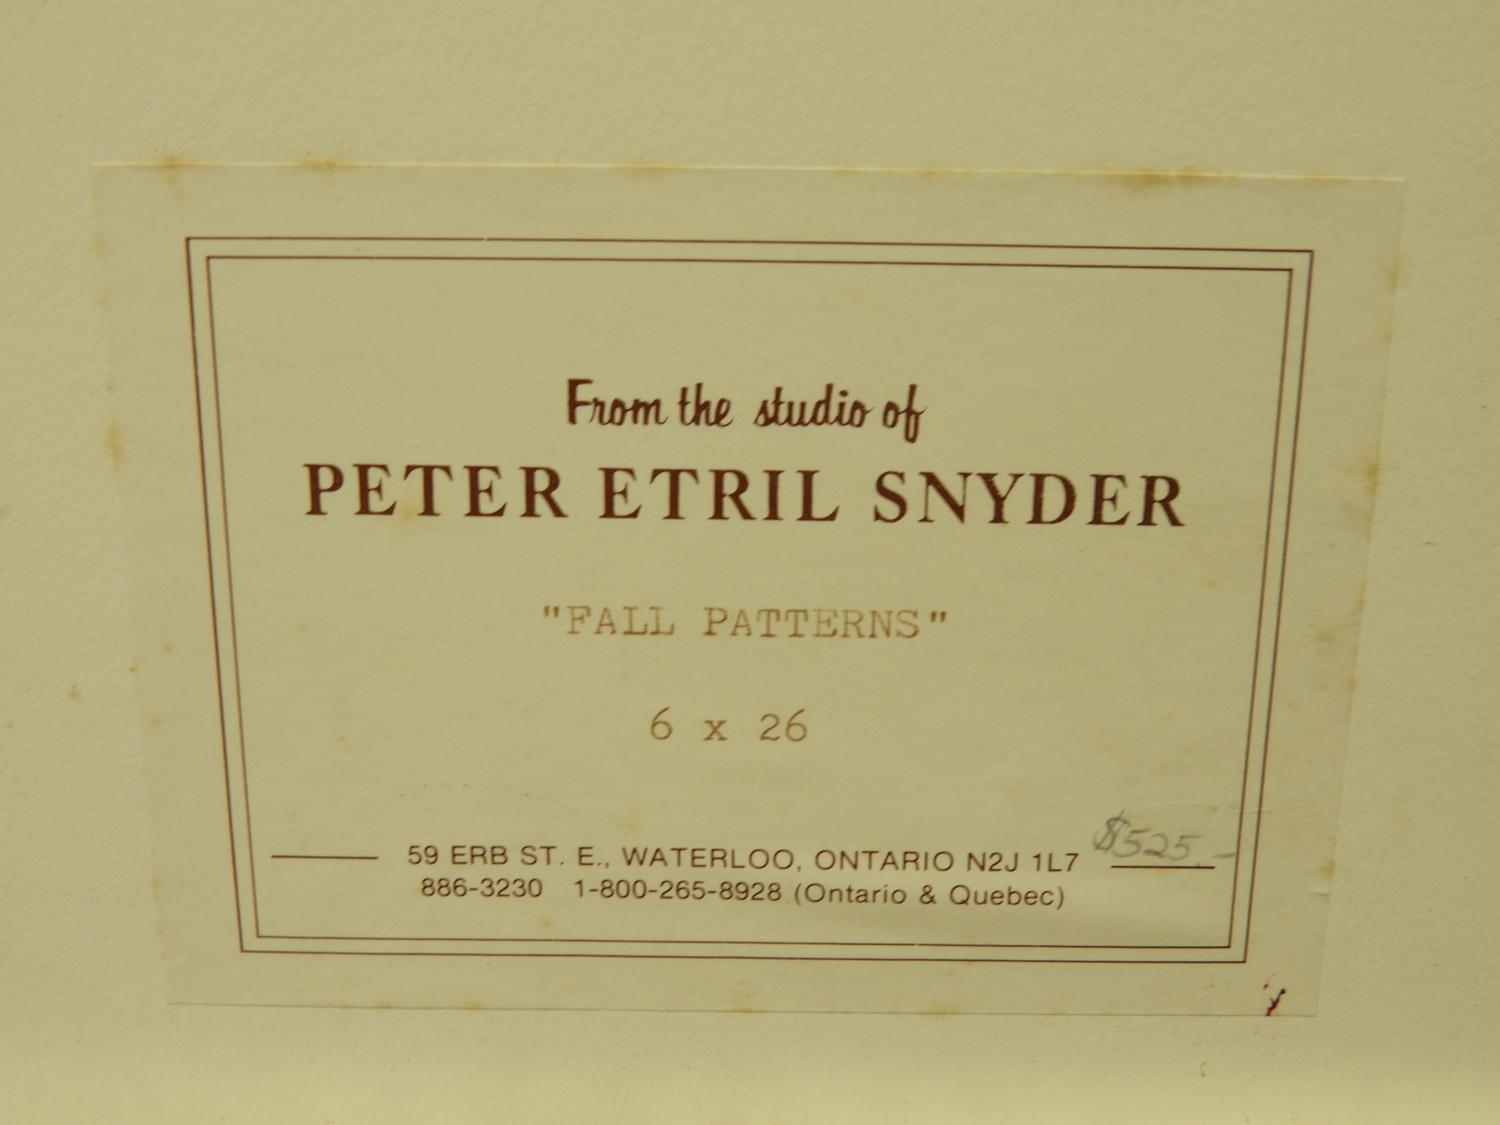 From the studio of
PETER ETRIL SNYDER
"FALL PATTERNS"
6 x 26
59 ERB ST. E., WATERLOO, ONTARIO N2J 1L7
$525.-
886-3230 1-800-265-8928 (Ontario & Quebec)